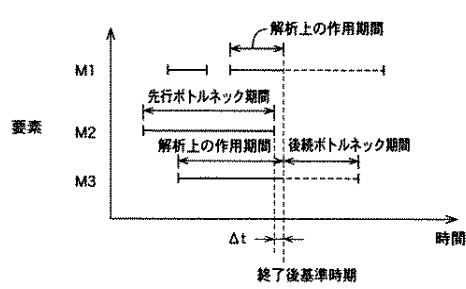 解析上の作用期間
M1
先行ボトルネック期間
要素
M2
解析上の作用期間
後続ボトルネック期間
M3
Δt
時間
終了後基準時期